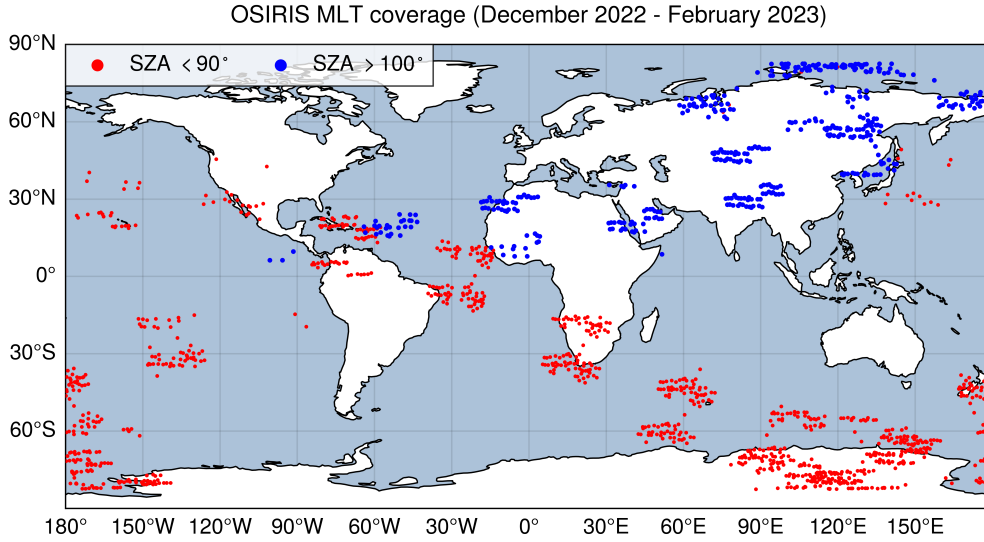 OSIRIS MLT coverage (December 2022 - February 2023)
90°N
SZA <90°
SZA >100°
60°N
30°N
0°
30°S
60°S
180° 150°W 120°W 90°W 60°W 30°W 0° 30°E 60°E 90°E 120°E 150°E